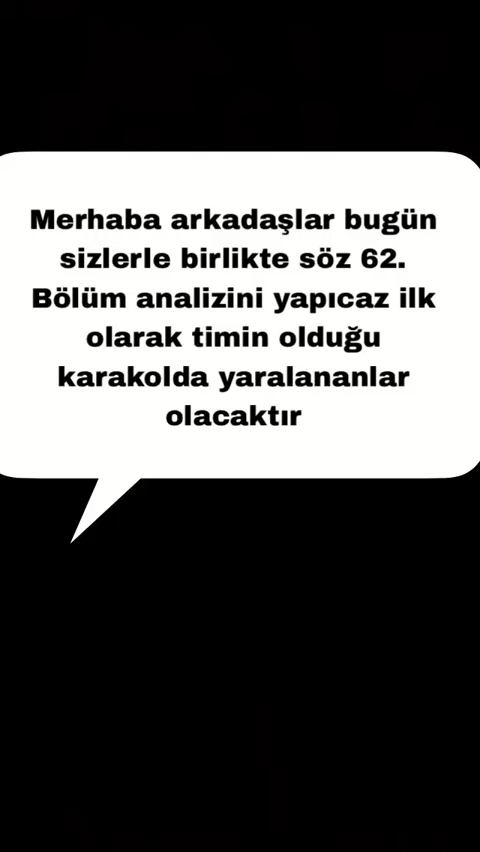 Merhaba arkadaşlar bugün
sizlerle birlikte söz 62.
Bölüm analizini yapıcaz ilk
olarak timin olduğu
karakolda yaralananlar
olacaktır